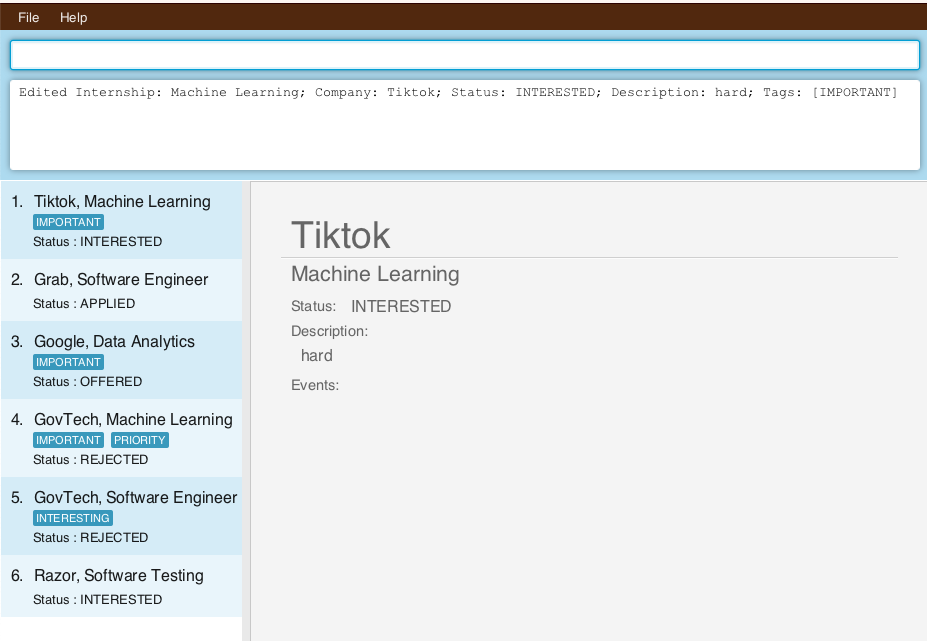 File Help
Edited Internship: Machine Learning; Company: Tiktok; Status: INTERESTED; Description: hard; Tags: [IMPORTANT]
1. Tiktok, Machine Learning
IMPORTANT
Status : INTERESTED
2. Grab, Software Engineer
Status : APPLIED
3. Google, Data Analytics
IMPORTANT
Status : OFFERED
4. GovTech, Machine Learning
IMPORTANT PRIORITY
Status : REJECTED
5. GovTech, Software Engineer
INTERESTING
Status : REJECTED
6. Razor, Software Testing
Status : INTERESTED
Tiktok
Machine Learning
Status: INTERESTED
Description:
hard
Events: